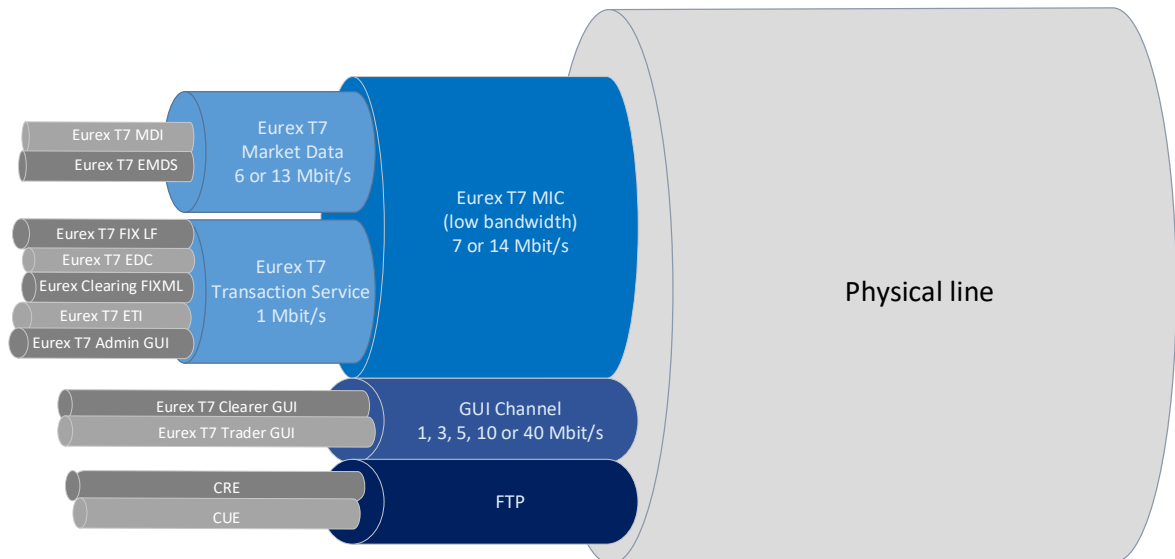 Eurex T7 MDI
Eurex T7 EMDS
Eurex T7
Market Data
6 or 13 Mbit/s
Eurex T7 FIX LF
Eurex T7 EDC
Eurex Clearing FIXML
Eurex T7 ETI
Eurex T7 Admin GUI
Eurex T7
Transaction Service
1 Mbit/s
Eurex T7 MIC
(low bandwidth)
7 or 14 Mbit/s
Eurex T7 Clearer GUI
Eurex T7 Trader GUI
GUI Channel
1, 3, 5, 10 or 40 Mbit/s
CRE
CUE
FTP
Physical line